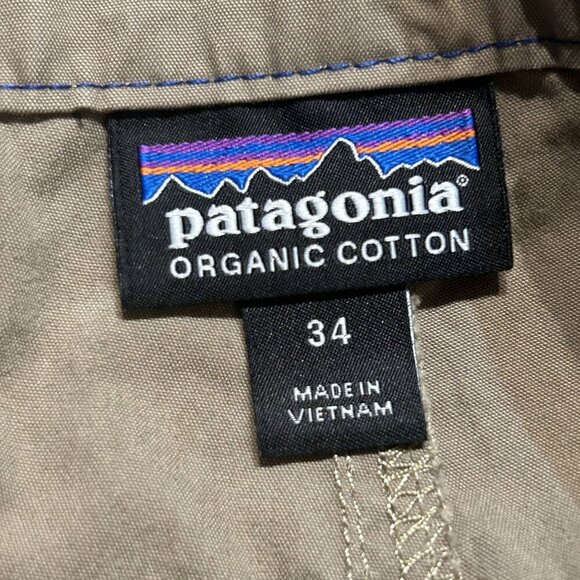 patagonia®
ORGANIC COTTON
34
MADE IN
VIETNAM